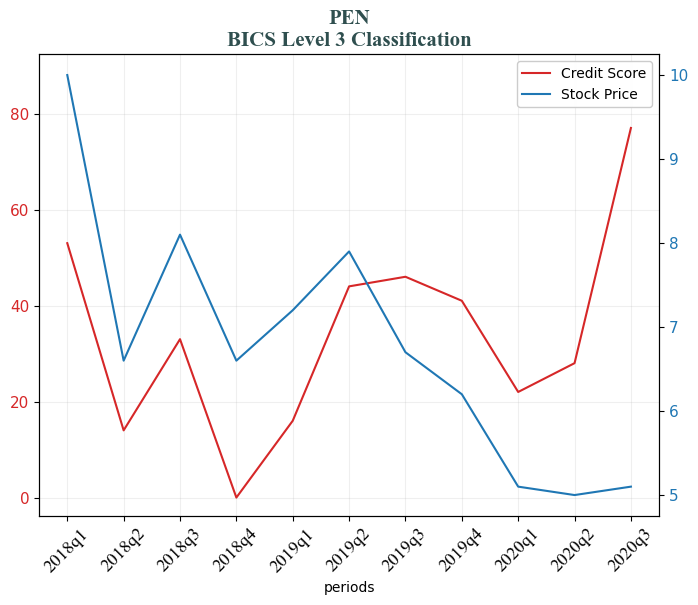 PEN
BICS Level 3 Classification
Credit Score
Stock Price
80
60
40
20
0
10
9
8
7
6
5
2018q1
2018q2
2018q3
2018q4
2019q1
2019q2
2019q3
2019q4
2020q1
2020q2
2020q3
periods